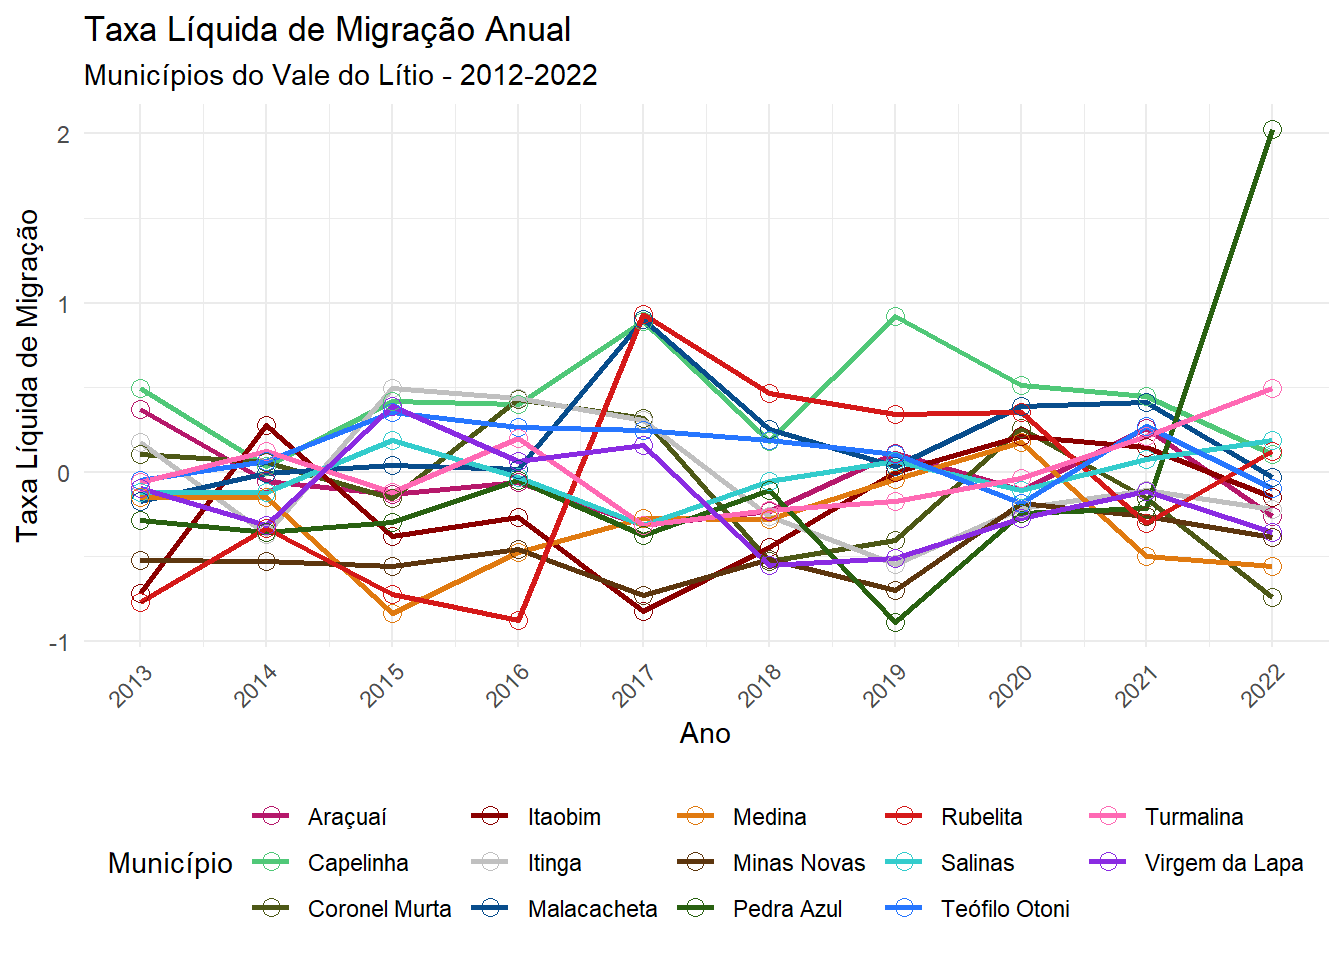 Taxa Líquida de Migração Anual
Municípios do Vale do Lítio - 2012-2022
Taxa Líquida de Migração
2
1
0
-1
2013 2014 2015 2016 2017 2018 2019 2020 2021 2022
Ano
Município
Araçuaí Itaobim Medina Rubelita Turmalina
Capelinha Itinga Minas Novas Salinas Virgem da Lapa
Coronel Murta Malacacheta Pedra Azul Teófilo Otoni